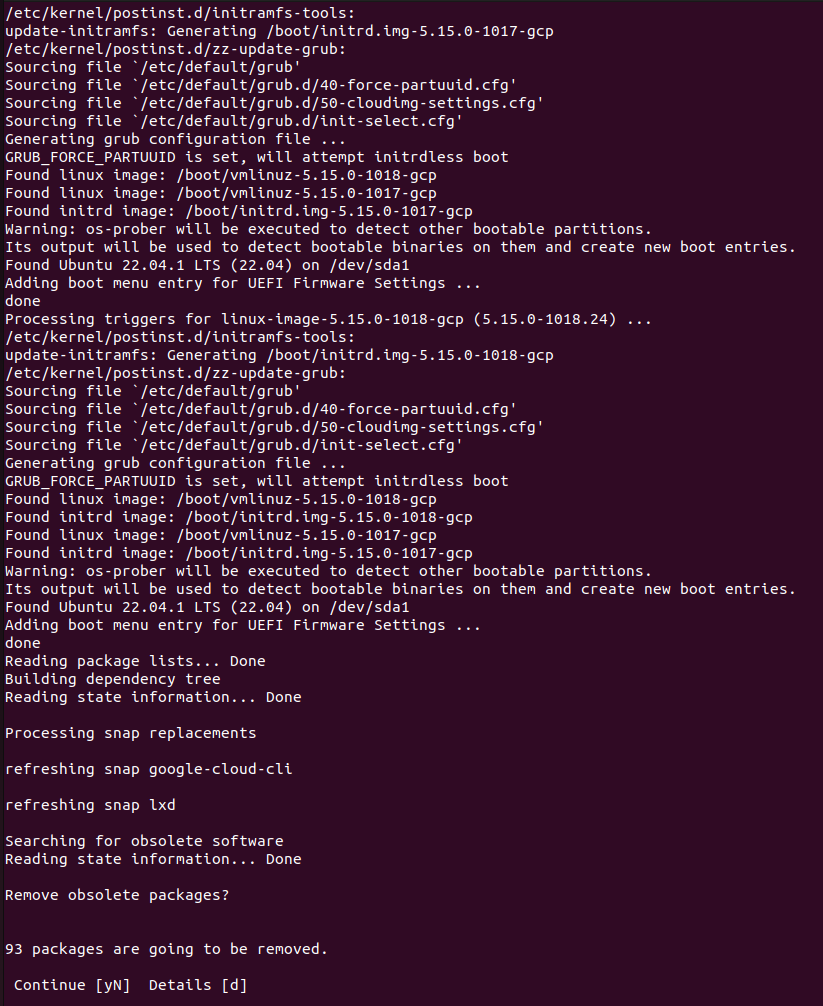 /etc/kernel/postinst.d/initramfs-tools:
update-initramfs: Generating /boot/initrd.img-5.15.0-1017-gcp
/etc/kernel/postinst.d/zz-update-grub:
Sourcing file `/etc/default/grub'
Sourcing file `/etc/default/grub.d/40-force-partuuid.cfg'
Sourcing file `/etc/default/grub.d/50-cloudimg-settings.cfg'
Sourcing file `/etc/default/grub.d/init-select.cfg'
Generating grub configuration file ...
GRUB_FORCE_PARTUUID is set, will attempt initrdless boot
Found linux image: /boot/vmlinuz-5.15.0-1018-gcp
Found linux image: /boot/vmlinuz-5.15.0-1017-gcp
Found initrd image: /boot/initrd.img-5.15.0-1017-gcp
Warning: os-prober will be executed to detect other bootable partitions.
Its output will be used to detect bootable binaries on them and create new boot entries.
Found Ubuntu 22.04.1 LTS (22.04) on /dev/sda1
Adding boot menu entry for UEFI Firmware Settings ...
done
Processing triggers for linux-image-5.15.0-1018-gcp (5.15.0-1018.24) ...
/etc/kernel/postinst.d/initramfs-tools:
update-initramfs: Generating /boot/initrd.img-5.15.0-1018-gcp
/etc/kernel/postinst.d/zz-update-grub:
Sourcing file `/etc/default/grub'
Sourcing file `/etc/default/grub.d/40-force-partuuid.cfg'
Sourcing file `/etc/default/grub.d/50-cloudimg-settings.cfg'
Sourcing file `/etc/default/grub.d/init-select.cfg'
Generating grub configuration file ...
GRUB_FORCE_PARTUUID is set, will attempt initrdless boot
Found linux image: /boot/vmlinuz-5.15.0-1018-gcp
Found initrd image: /boot/initrd.img-5.15.0-1018-gcp
Found linux image: /boot/vmlinuz-5.15.0-1017-gcp
Found initrd image: /boot/initrd.img-5.15.0-1017-gcp
Warning: os-prober will be executed to detect other bootable partitions.
Its output will be used to detect bootable binaries on them and create new boot entries.
Found Ubuntu 22.04.1 LTS (22.04) on /dev/sda1
Adding boot menu entry for UEFI Firmware Settings ...
done
Reading package lists... Done
Building dependency tree
Reading state information... Done
Processing snap replacements
refreshing snap google-cloud-cli
refreshing snap lxd
Searching for obsolete software
Reading state information... Done
Remove obsolete packages?
93 packages are going to be removed.
Continue [yN]  Details [d]